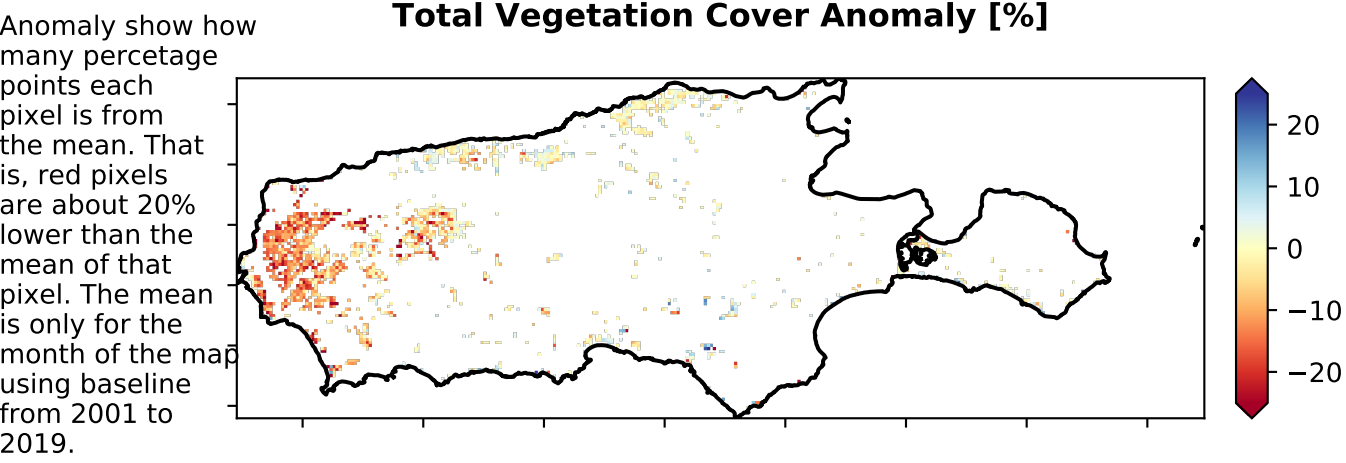 Total Vegetation Cover Anomaly [%]
Anomaly show how
many percetage
points each
pixel is from
the mean. That
is, red pixels
are about 20%
lower than the
mean of that
pixel. The mean
is only for the
month of the map
using baseline
from 2001 to
2019.
20
10
0
−10
−20